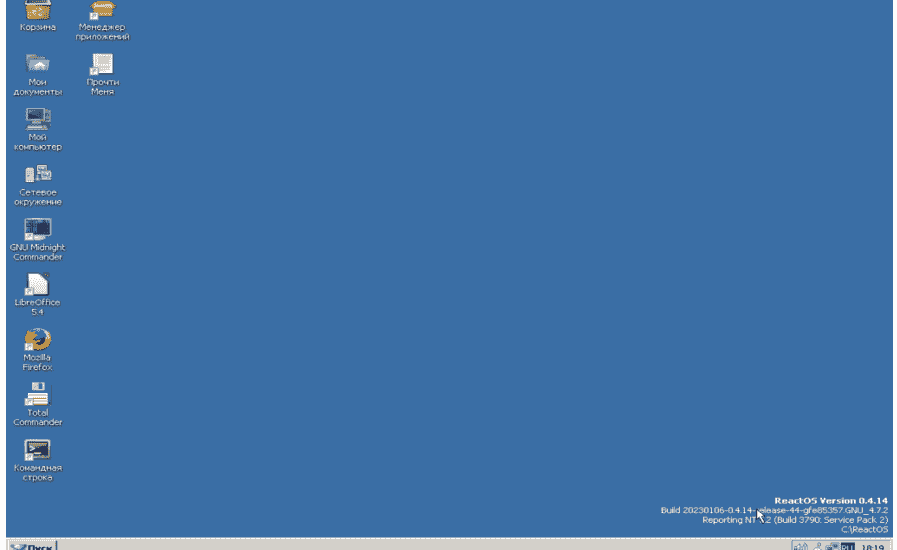 Корзина
Менеджер
приложений
Мои
документы
Прочти
Меня
Мой
компьютер
Сетевое
окружение
GNU Midnight
Commander
LibreOffice
5.4
Mozilla
Firefox
Total
Commander
Командная
строка
ReactOS Version 0.4.14
Build 20230106-0.4.14-release-44-gfe85357.GNU_4.7.2
Reporting NT 5.2 (Build 3790: Service Pack 2)
C:\ReactOS
Пуск
RU
18:19